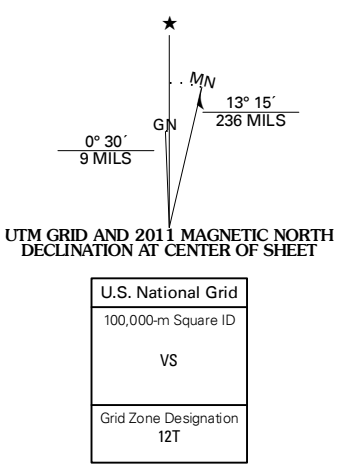 ★
MN
13° 15´
236 MILS
GN
0° 30´
9 MILS
UTM GRID AND 2011 MAGNETIC NORTH
DECLINATION AT CENTER OF SHEET
U.S. National Grid
100,000-m Square ID
VS
Grid Zone Designation
12T